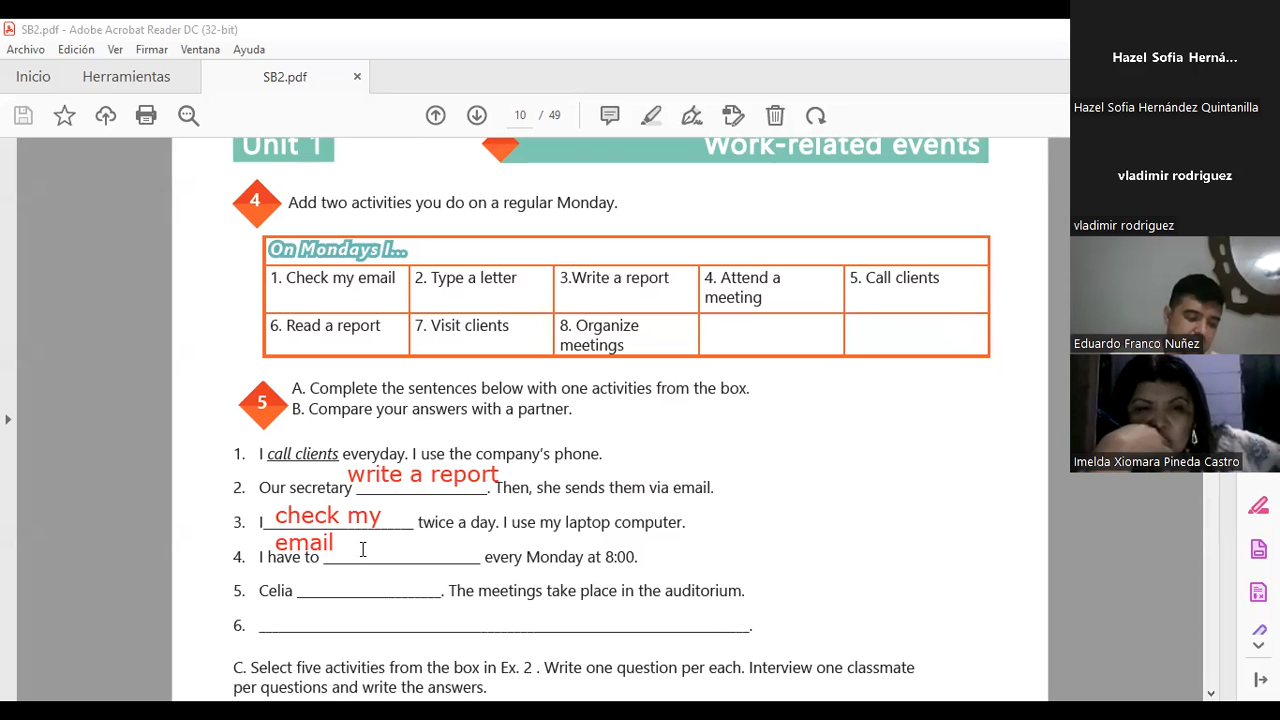 SB2.pdf - Adobe Acrobat Reader DC (32-bit)
Archivo Edición Ver Firmar Ventana Ayuda
Inicio Herramientas SB2.pdf ×
10 / 49
Unit 1 Work-related events
4 Add two activities you do on a regular Monday.
On Mondays I...
1. Check my email 2. Type a letter 3.Write a report 4. Attend a meeting 5. Call clients
6. Read a report 7. Visit clients 8. Organize meetings
5 A. Complete the sentences below with one activities from the box.
B. Compare your answers with a partner.
1. I call clients everyday. I use the company's phone.
write a report
2. Our secretary ____________________. Then, she sends them via email.
check my
3. I_______________________ twice a day. I use my laptop computer.
email
4. I have to ________________________ every Monday at 8:00.
5. Celia ______________________. The meetings take place in the auditorium.
6. ___________________________________________________________________________.
C. Select five activities from the box in Ex. 2 . Write one question per each. Interview one classmate
per questions and write the answers.
Hazel Sofia Herná...
Hazel Sofia Hernández Quintanilla
vladimir rodriguez
vladimir rodriguez
Eduardo Franco Nuñez
Imelda Xiomara Pineda Castro